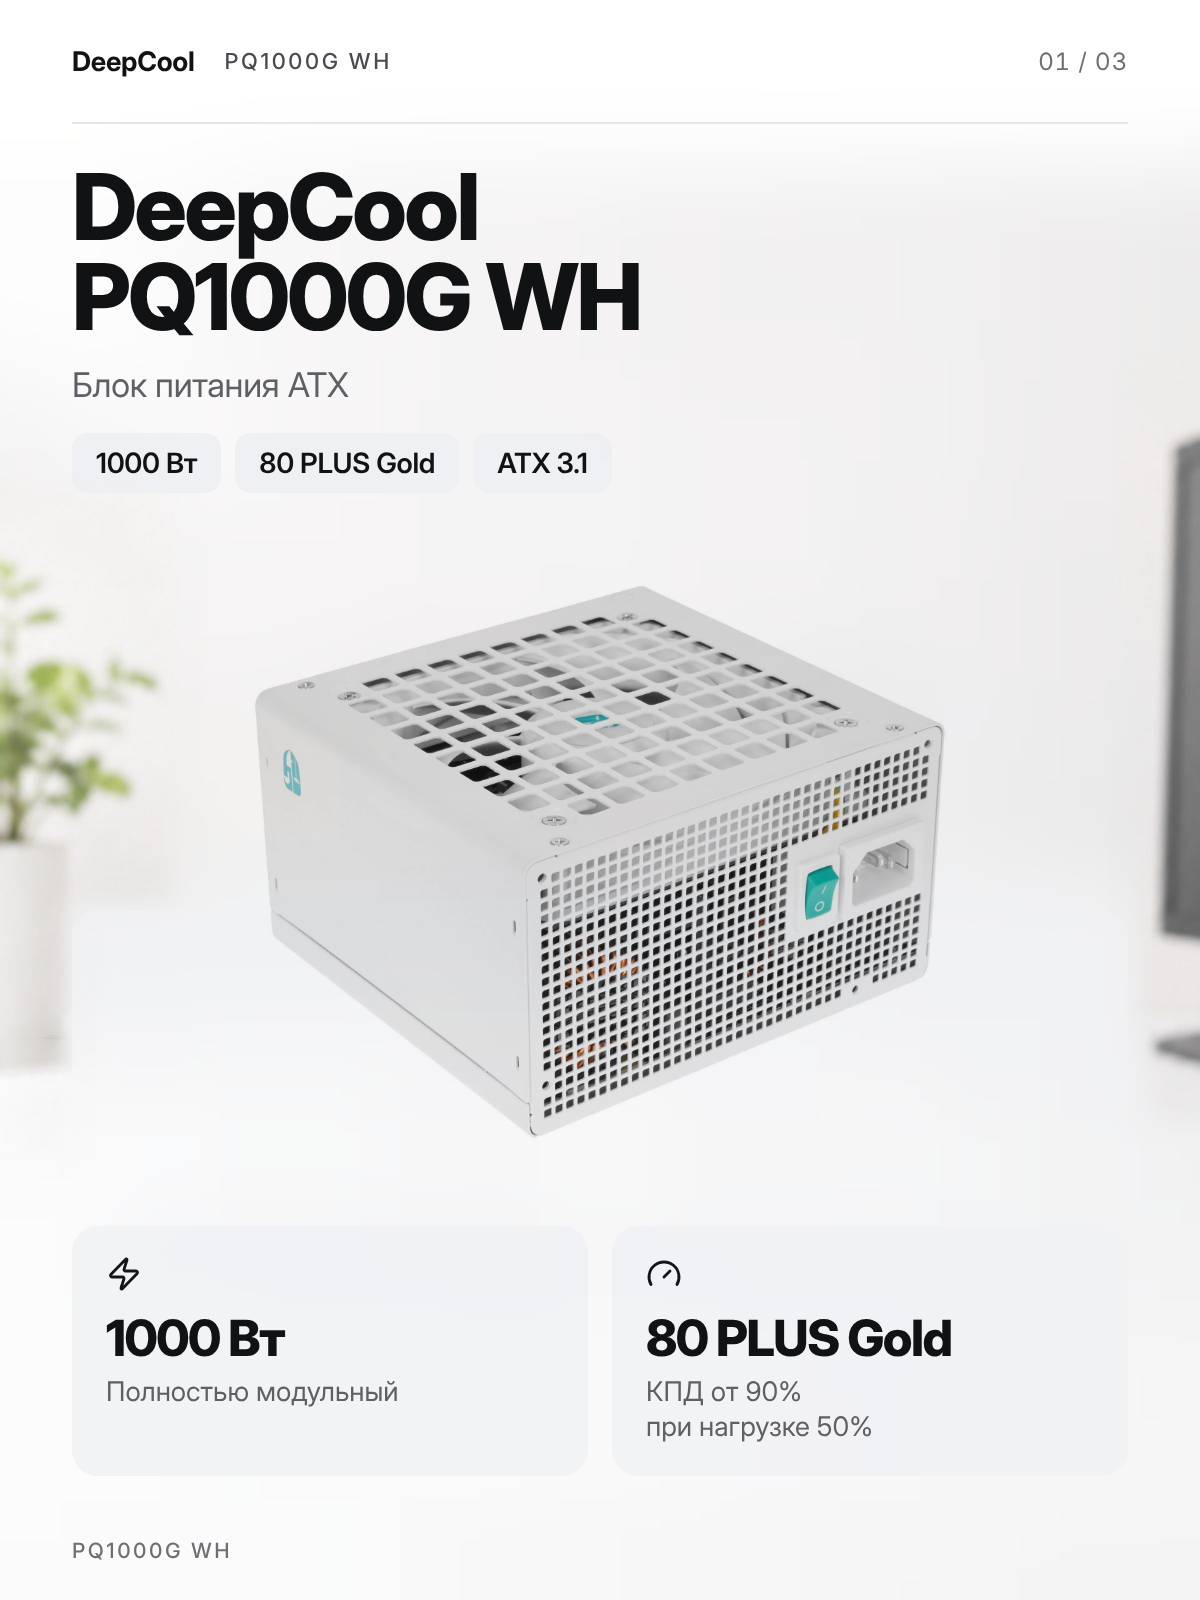 DeepCool PQ1000G WH 01 / 03
DeepCool
PQ1000G WH
Блок питания ATX
1000 Вт 80 PLUS Gold ATX 3.1
1000 Вт
Полностью модульный
80 PLUS Gold
КПД от 90%
при нагрузке 50%
PQ1000G WH